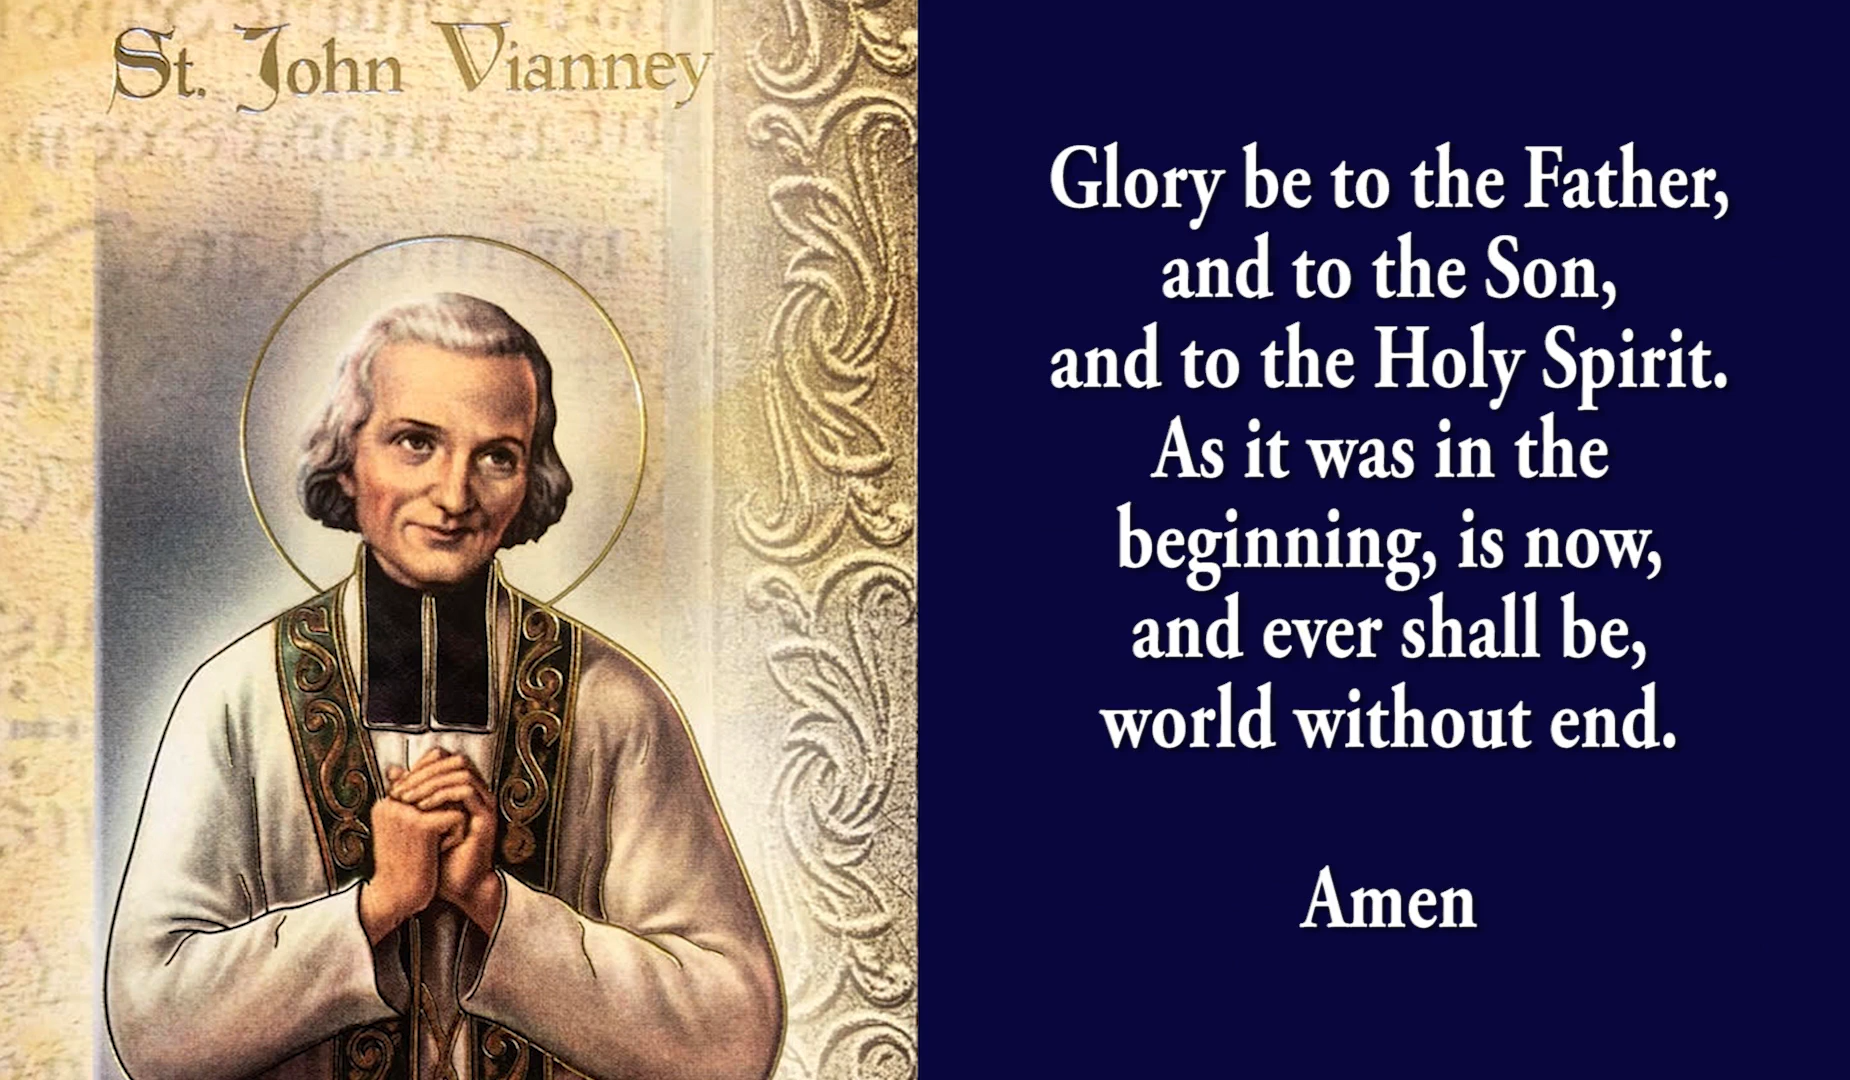 St. John Vianney
Glory be to the Father,
and to the Son,
and to the Holy Spirit.
As it was in the
beginning, is now,
and ever shall be,
world without end.
Amen